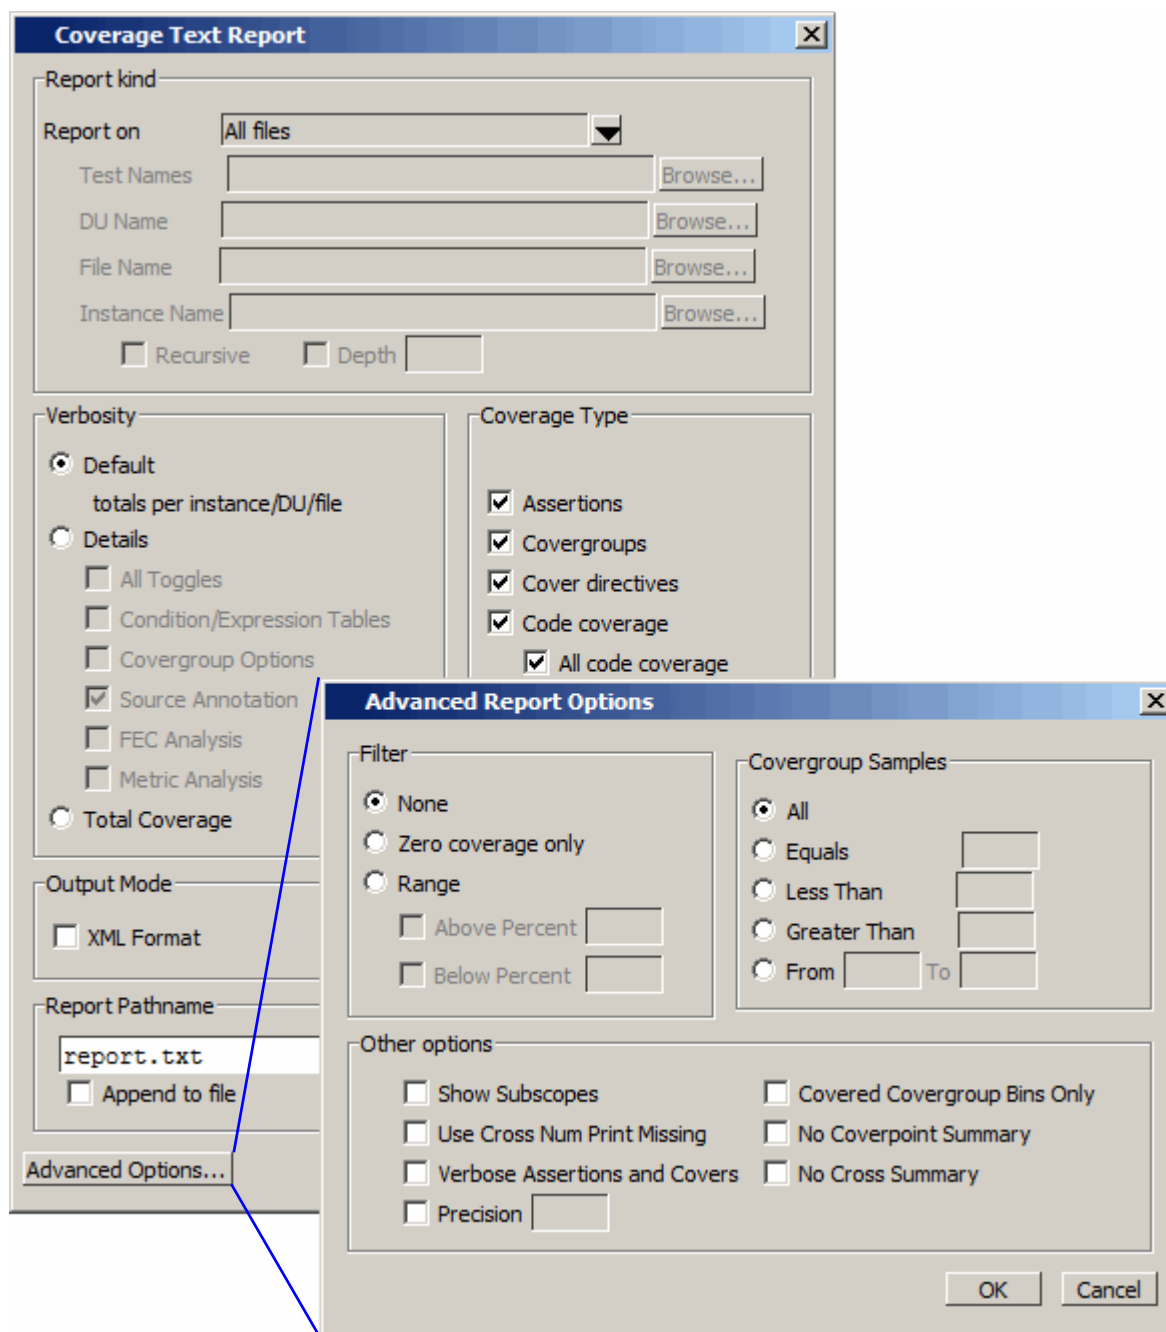 Coverage Text Report
Report kind
Report on All files
Test Names Browse...
DU Name Browse...
File Name Browse...
Instance Name Browse...
Recursive Depth
Verbosity
Default
totals per instance/DU/file
Details
All Toggles
Condition/Expression Tables
Covergroup Options
Source Annotation
FEC Analysis
Metric Analysis
Total Coverage
Coverage Type
Assertions
Covergroups
Cover directives
Code coverage
All code coverage
Output Mode
XML Format
Report Pathname
report.txt
Append to file
Advanced Options...
Advanced Report Options
Filter
None
Zero coverage only
Range
Above Percent
Below Percent
Covergroup Samples
All
Equals
Less Than
Greater Than
From To
Other options
Show Subscopes
Use Cross Num Print Missing
Verbose Assertions and Covers
Precision
Covered Covergroup Bins Only
No Coverpoint Summary
No Cross Summary
OK Cancel